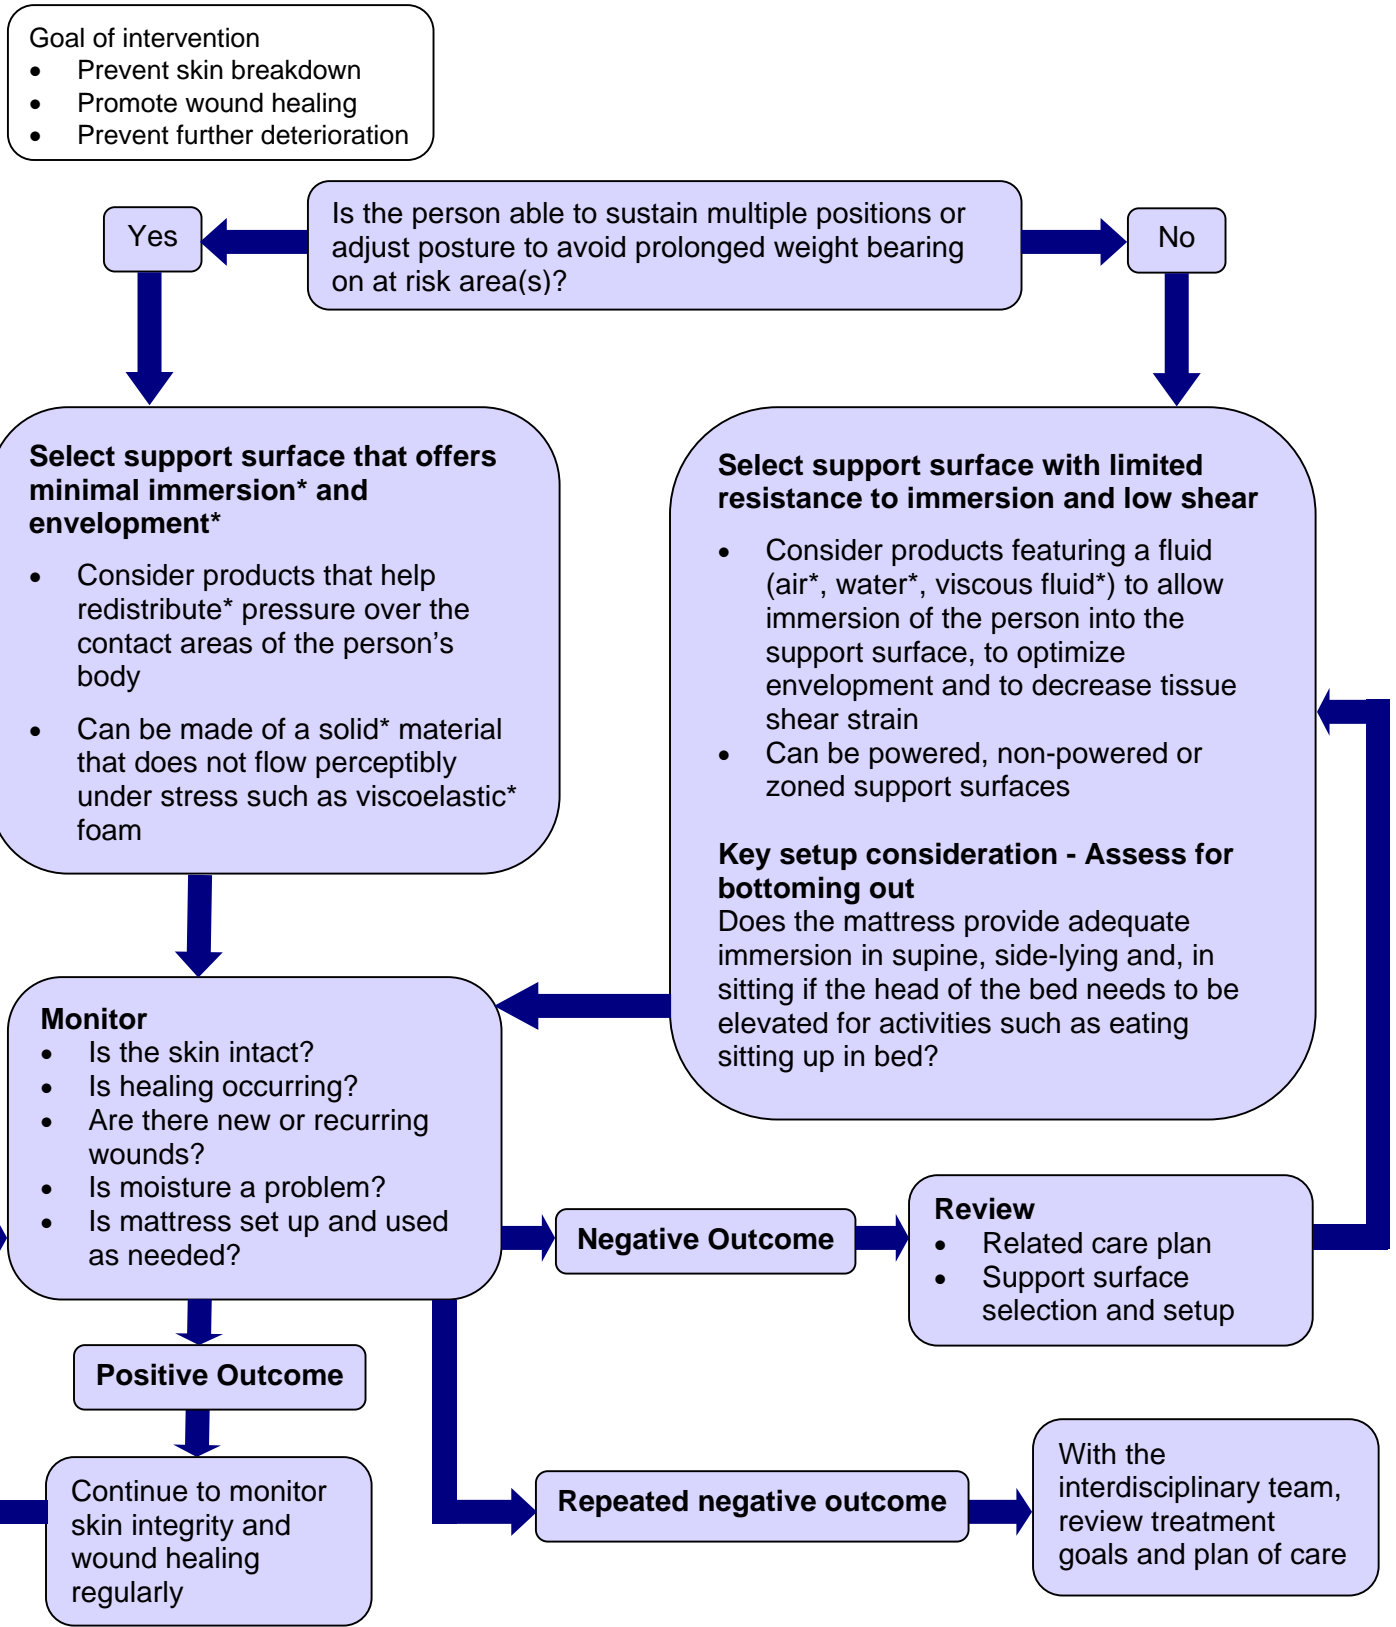 Goal of intervention
• Prevent skin breakdown
• Promote wound healing
• Prevent further deterioration
Is the person able to sustain multiple positions or
adjust posture to avoid prolonged weight bearing
on at risk area(s)?
Yes
No
Select support surface that offers
minimal immersion* and
envelopment*
• Consider products that help
redistribute* pressure over the
contact areas of the person’s
body
• Can be made of a solid* material
that does not flow perceptibly
under stress such as viscoelastic*
foam
Select support surface with limited
resistance to immersion and low shear
• Consider products featuring a fluid
(air*, water*, viscous fluid*) to allow
immersion of the person into the
support surface, to optimize
envelopment and to decrease tissue
shear strain
• Can be powered, non-powered or
zoned support surfaces
Key setup consideration - Assess for
bottoming out
Does the mattress provide adequate
immersion in supine, side-lying and, in
sitting if the head of the bed needs to be
elevated for activities such as eating
sitting up in bed?
Monitor
• Is the skin intact?
• Is healing occurring?
• Are there new or recurring
wounds?
• Is moisture a problem?
• Is mattress set up and used
as needed?
Negative Outcome
Review
• Related care plan
• Support surface
selection and setup
Positive Outcome
Continue to monitor
skin integrity and
wound healing
regularly
Repeated negative outcome
With the
interdisciplinary team,
review treatment
goals and plan of care